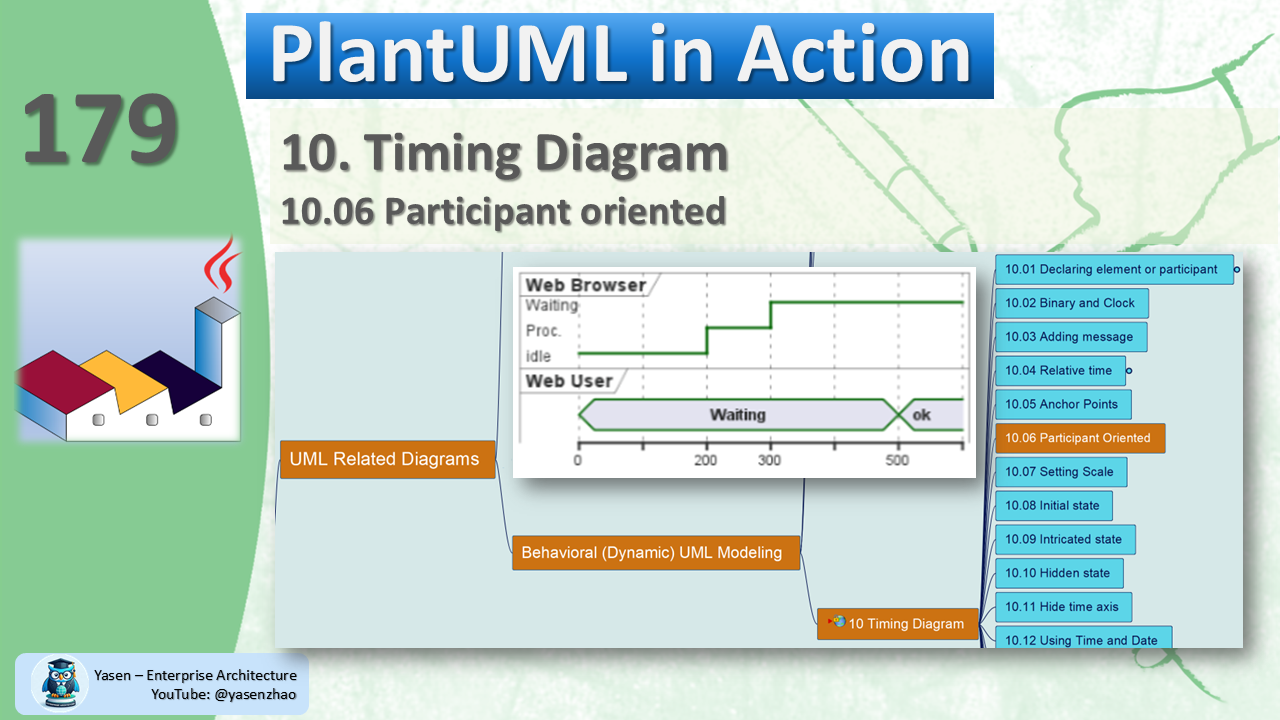 PlantUML in Action
179
10. Timing Diagram
10.06 Participant oriented
Web Browser
Waiting
Proc.
idle
Web User
Waiting
ok
0
200
300
500
UML Related Diagrams
Behavioral (Dynamic) UML Modeling
10 Timing Diagram
10.01 Declaring element or participant
10.02 Binary and Clock
10.03 Adding message
10.04 Relative time
10.05 Anchor Points
10.06 Participant Oriented
10.07 Setting Scale
10.08 Initial state
10.09 Intricated state
10.10 Hidden state
10.11 Hide time axis
10.12 Using Time and Date
Yasen – Enterprise Architecture
YouTube: @yasenzhao